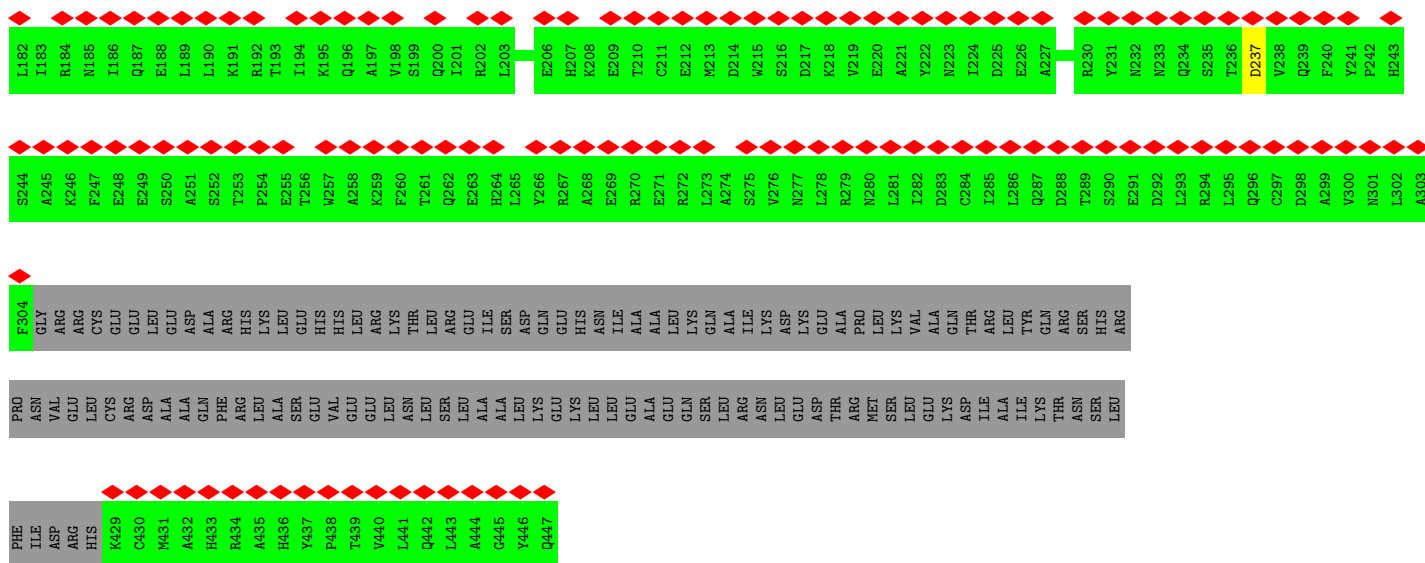 L182 I183 R184 N185 I186 Q187 E188 L189 L190 K191 R192 T193 I194 K195 Q196 A197 V198 S199 Q200 I201 R202 L203 E206 H207 K208 E209 T210 C211 E212 M213 D214 W215 S216 D217 K218 V219 E220 A221 Y222 N223 I224 D225 E226 A227 R230 Y231 N232 N233 Q234 S235 T236 D237 V238 Q239 F240 Y241 P242 H243
S244 A245 K246 F247 E248 E249 S250 A251 S252 T253 P254 E255 T256 W257 A258 K259 F260 T261 Q262 E263 H264 L265 Y266 R267 A268 E269 R270 E271 R272 L273 A274 S275 V276 N277 L278 R279 N280 L281 I282 D283 C284 I285 L286 Q287 D288 T289 S290 E291 D292 L293 R294 L295 Q296 C297 D298 A299 V300 N301 L302 A303
F304 GLY ARG ARG CYS GLU GLU LEU GLU ASP ALA ARG HIS LYS LEU GLU HIS HIS LEU ARG LYS THR LEU ARG GLU ILE SER ASP GLN GLU HIS ASN ILE ALA ALA LEU LYS GLN ALA ILE LYS ASP LYS GLU ALA PRO LEU LYS VAL ALA GLN THR ARG LEU TYR GLN ARG SER HIS ARG
PRO ASN VAL GLU LEU CYS ARG ASP ALA ALA GLN PHE ARG LEU ALA SER GLU VAL GLU GLU LEU ASN LEU SER LEU ALA ALA LEU LYS GLU LYS LEU LEU GLU ALA GLU GLN SER LEU ARG ASN LEU GLU ASP THR ARG MET SER LEU GLU LYS ASP ILE ALA ILE LYS THR ASN SER LEU
PHE ILE ASP ARG HIS K429 C430 M431 A432 H433 R434 A435 H436 Y437 P438 T439 V440 L441 Q442 L443 A444 G445 Y446 Q447